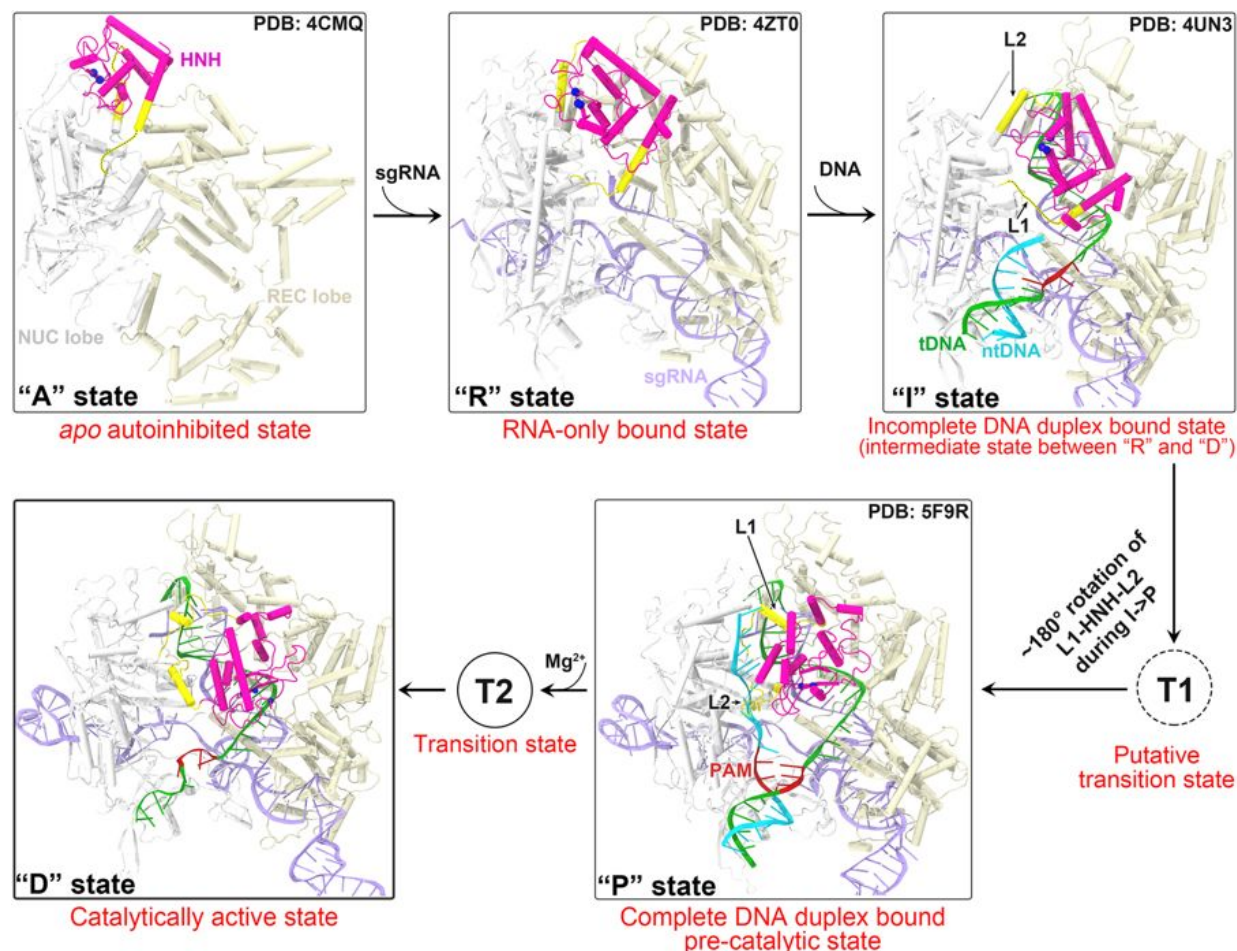 PDB: 4CMQ
HNH
REC lobe
NUC lobe
“A” state
apo autoinhibited state
sgRNA
PDB: 4ZT0
sgRNA
“R” state
RNA-only bound state
DNA
PDB: 4UN3
L2
L1
tDNA
ntDNA
“I” state
Incomplete DNA duplex bound state
(intermediate state between “R” and “D”)
~180° rotation of
L1-HNH-L2
during I->P
T1
Putative
transition state
PDB: 5F9R
L1
L2
PAM
“P” state
Complete DNA duplex bound
pre-catalytic state
Mg²⁺
T2
Transition state
“D” state
Catalytically active state